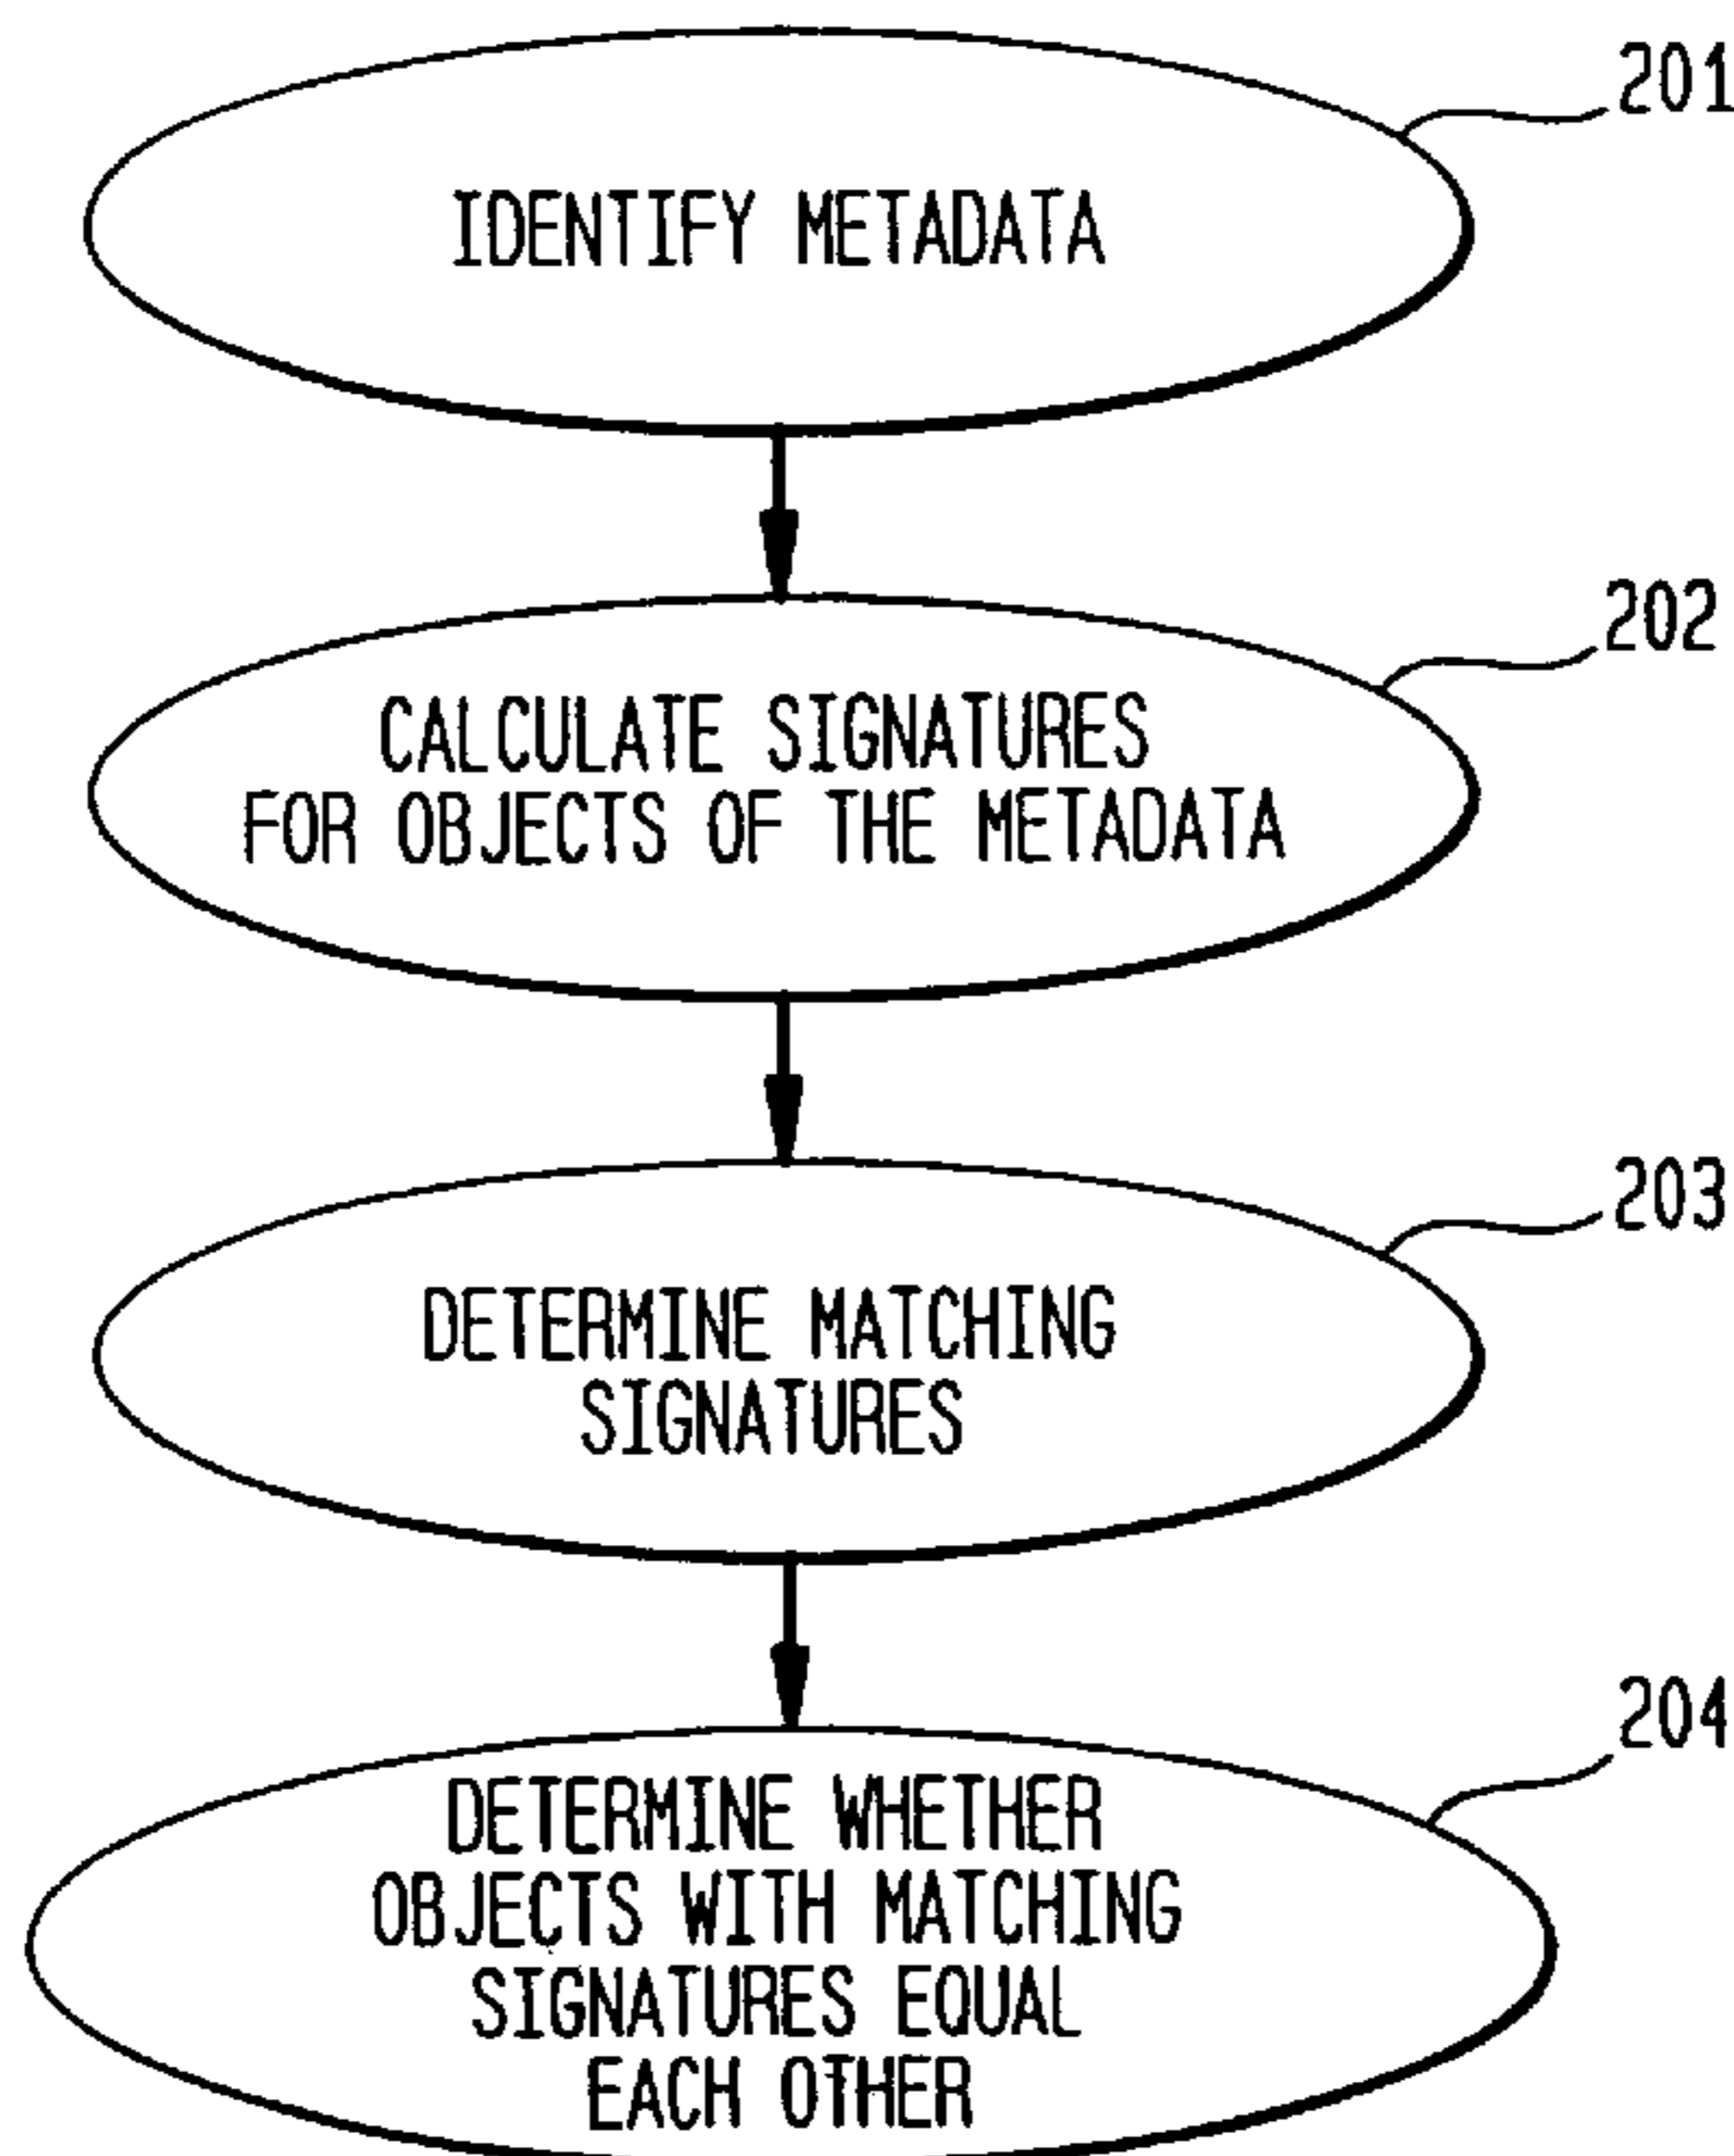 201
IDENTIFY METADATA
202
CALCULATE SIGNATURES
FOR OBJECTS OF THE METADATA
203
DETERMINE MATCHING
SIGNATURES
204
DETERMINE WHETHER
OBJECTS WITH MATCHING
SIGNATURES EQUAL
EACH OTHER